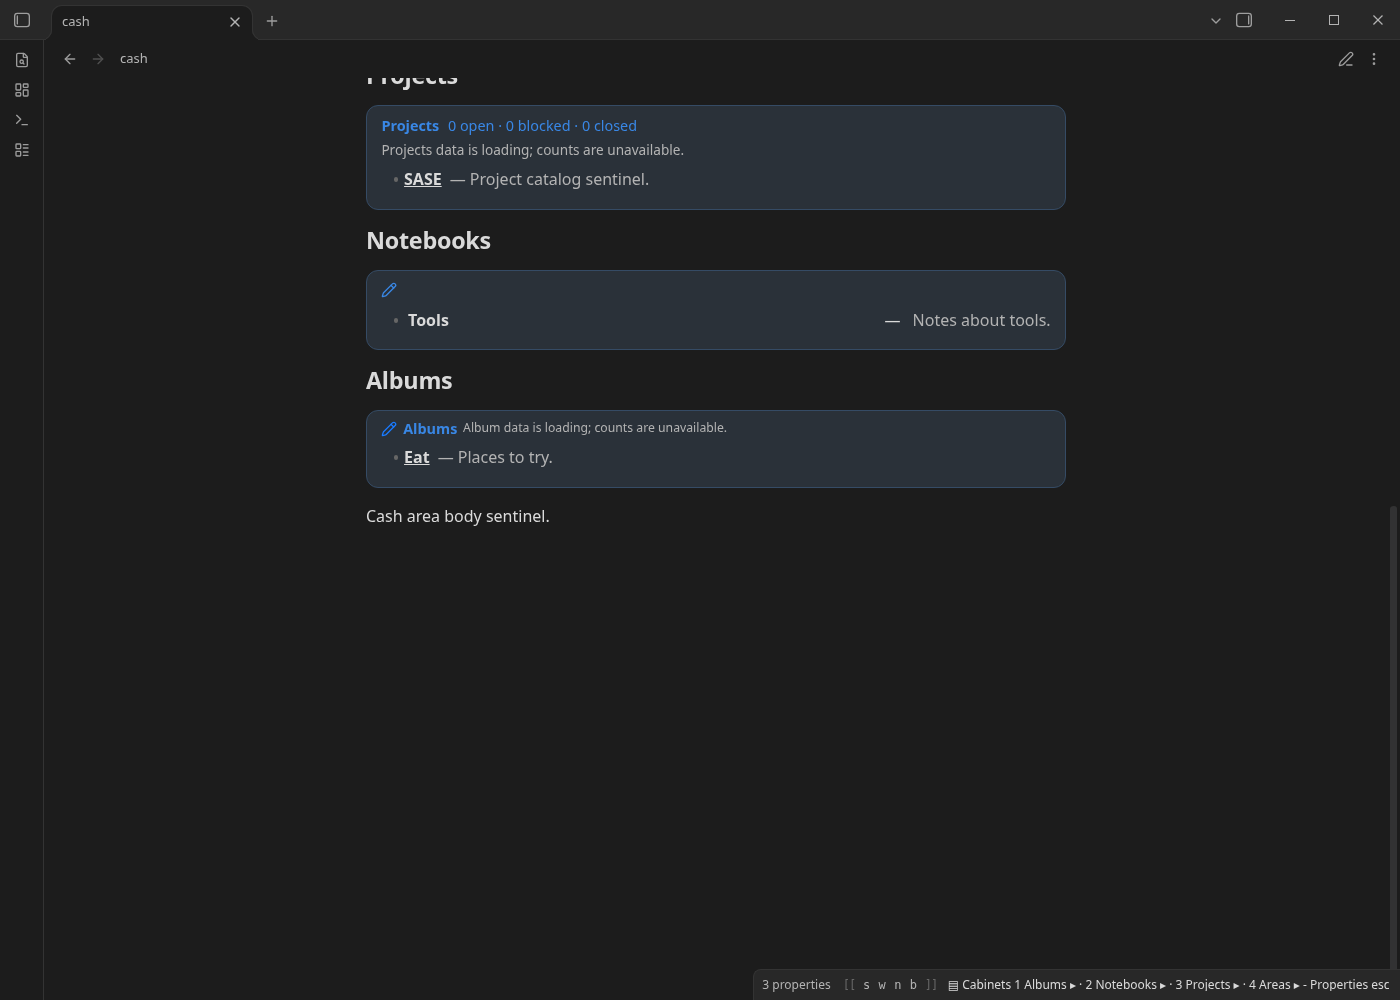 cash
cash
Projects
Projects 0 open · 0 blocked · 0 closed
Projects data is loading; counts are unavailable.
• SASE — Project catalog sentinel.
Notebooks
• Tools — Notes about tools.
Albums
Albums Album data is loading; counts are unavailable.
• Eat — Places to try.
Cash area body sentinel.
3 properties [[ s w n b ]] ▤ Cabinets 1 Albums ▸ · 2 Notebooks ▸ · 3 Projects ▸ · 4 Areas ▸ - Properties esc